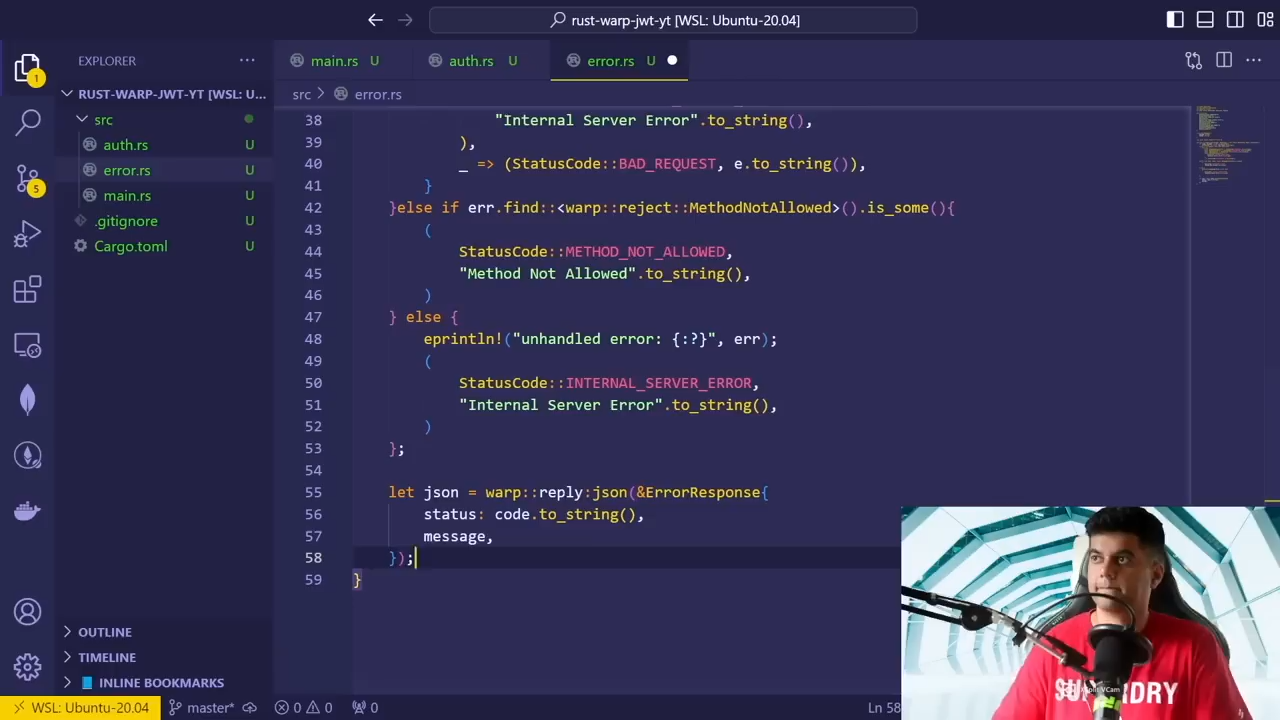 rust-warp-jwt-yt [WSL: Ubuntu-20.04]
EXPLORER
main.rs U
auth.rs U
error.rs U
RUST-WARP-JWT-YT [WSL: U...
src > error.rs
src
auth.rs U
error.rs U
main.rs U
.gitignore U
Cargo.toml U
38 "Internal Server Error".to_string(),
39 ),
40 _ => (StatusCode::BAD_REQUEST, e.to_string()),
41 }
42 }else if err.find::<warp::reject::MethodNotAllowed>().is_some(){
43 (
44 StatusCode::METHOD_NOT_ALLOWED,
45 "Method Not Allowed".to_string(),
46 )
47 } else {
48 eprintln!("unhandled error: {:?}", err);
49 (
50 StatusCode::INTERNAL_SERVER_ERROR,
51 "Internal Server Error".to_string(),
52 )
53 };
54
55 let json = warp::reply:json(&ErrorResponse{
56 status: code.to_string(),
57 message,
58 });
59 }
1
5
OUTLINE
TIMELINE
INLINE BOOKMARKS
WSL: Ubuntu-20.04
master*
0
0
0
Ln 58